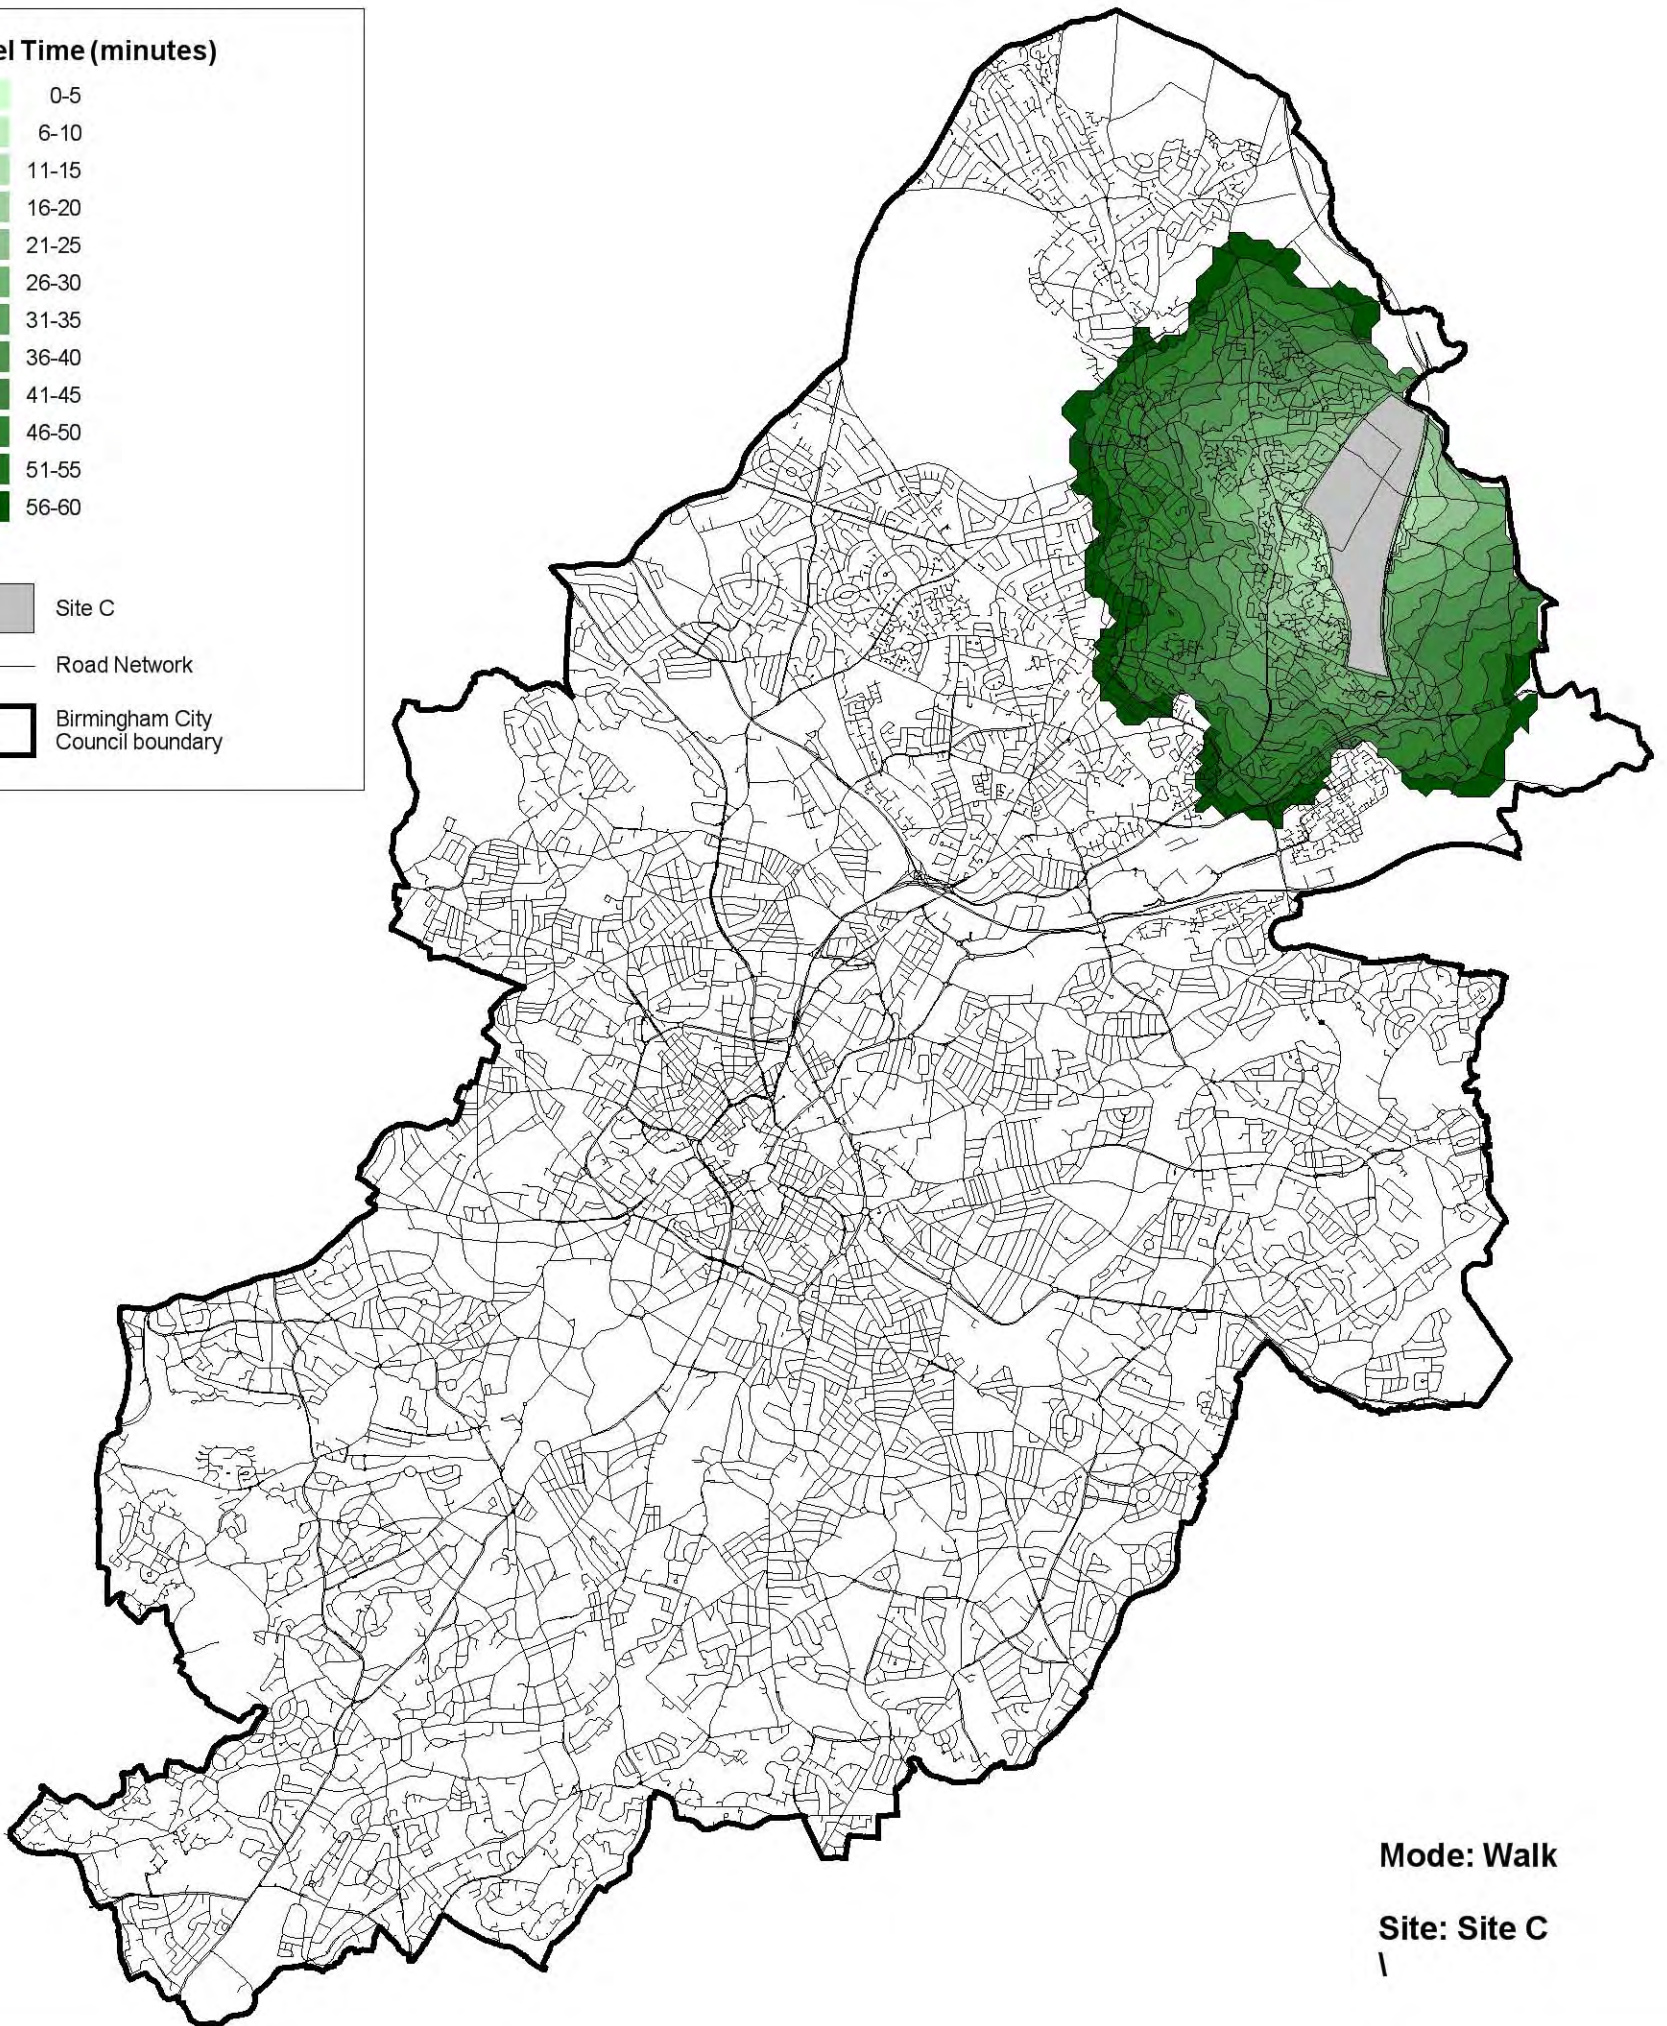 el Time (minutes)
0-5
6-10
11-15
16-20
21-25
26-30
31-35
36-40
41-45
46-50
51-55
56-60
Site C
Road Network
Birmingham City
Council boundary
Mode: Walk
Site: Site C
\